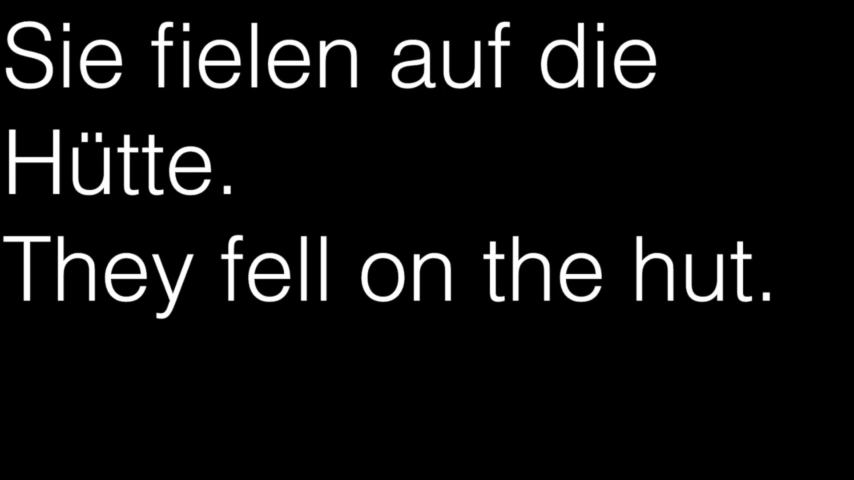 Sie fielen auf die
Hütte.
They fell on the hut.